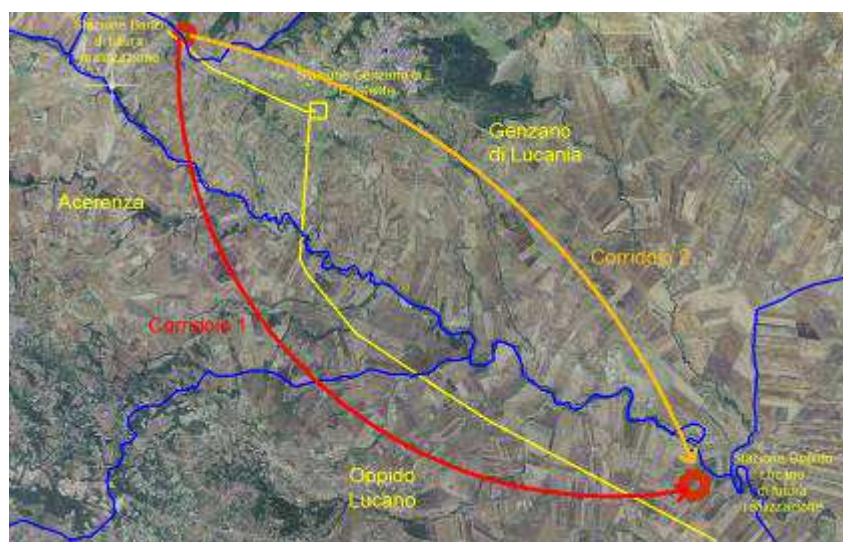 Stazione Banzi
di futura
realizzazione
Stazione Genzano di L.
Genzano
di Lucania
Acerenza
Corridoio 2
Corridoio 1
Oppido
Lucano
Stazione Oppido
Lucano
di futura
realizzazione